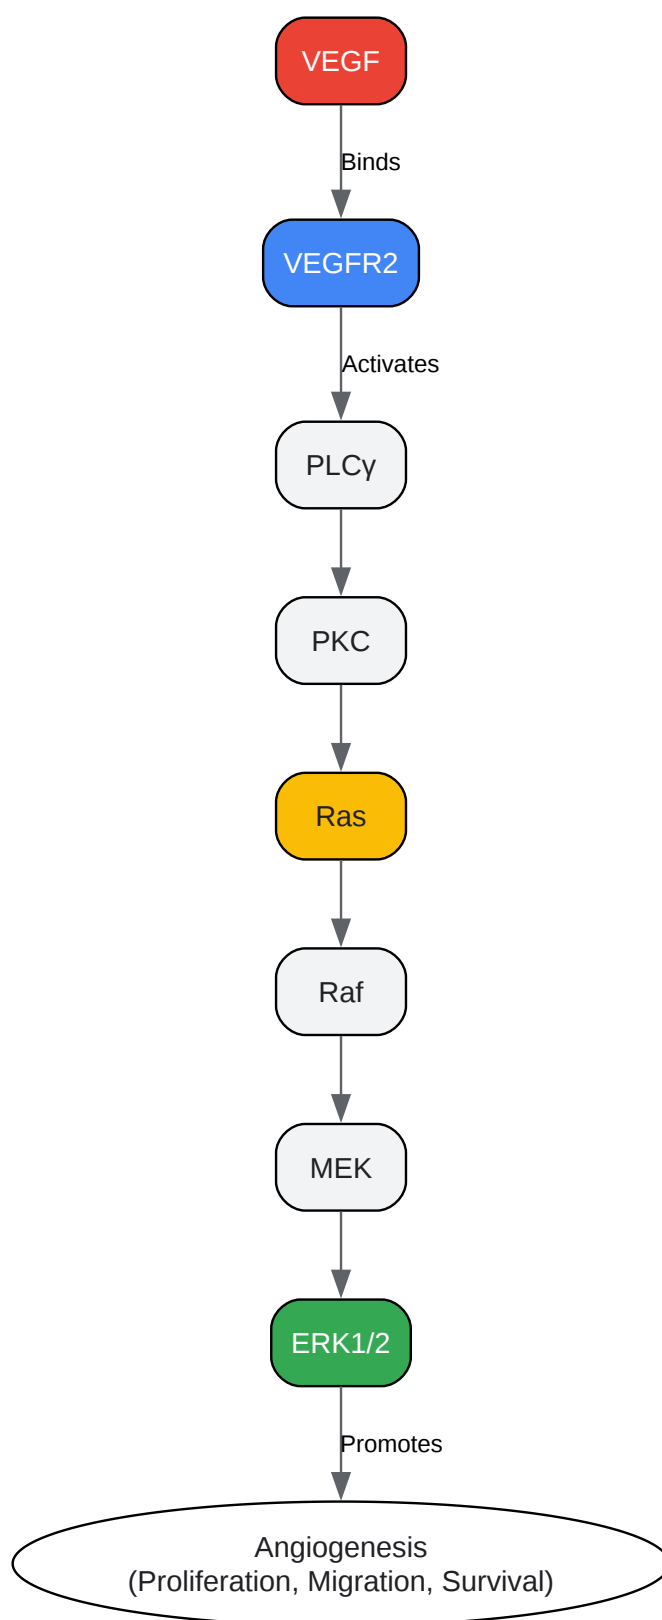 VEGF
Binds
VEGFR2
Activates
PLCγ
PKC
Ras
Raf
MEK
ERK1/2
Promotes
Angiogenesis
(Proliferation, Migration, Survival)